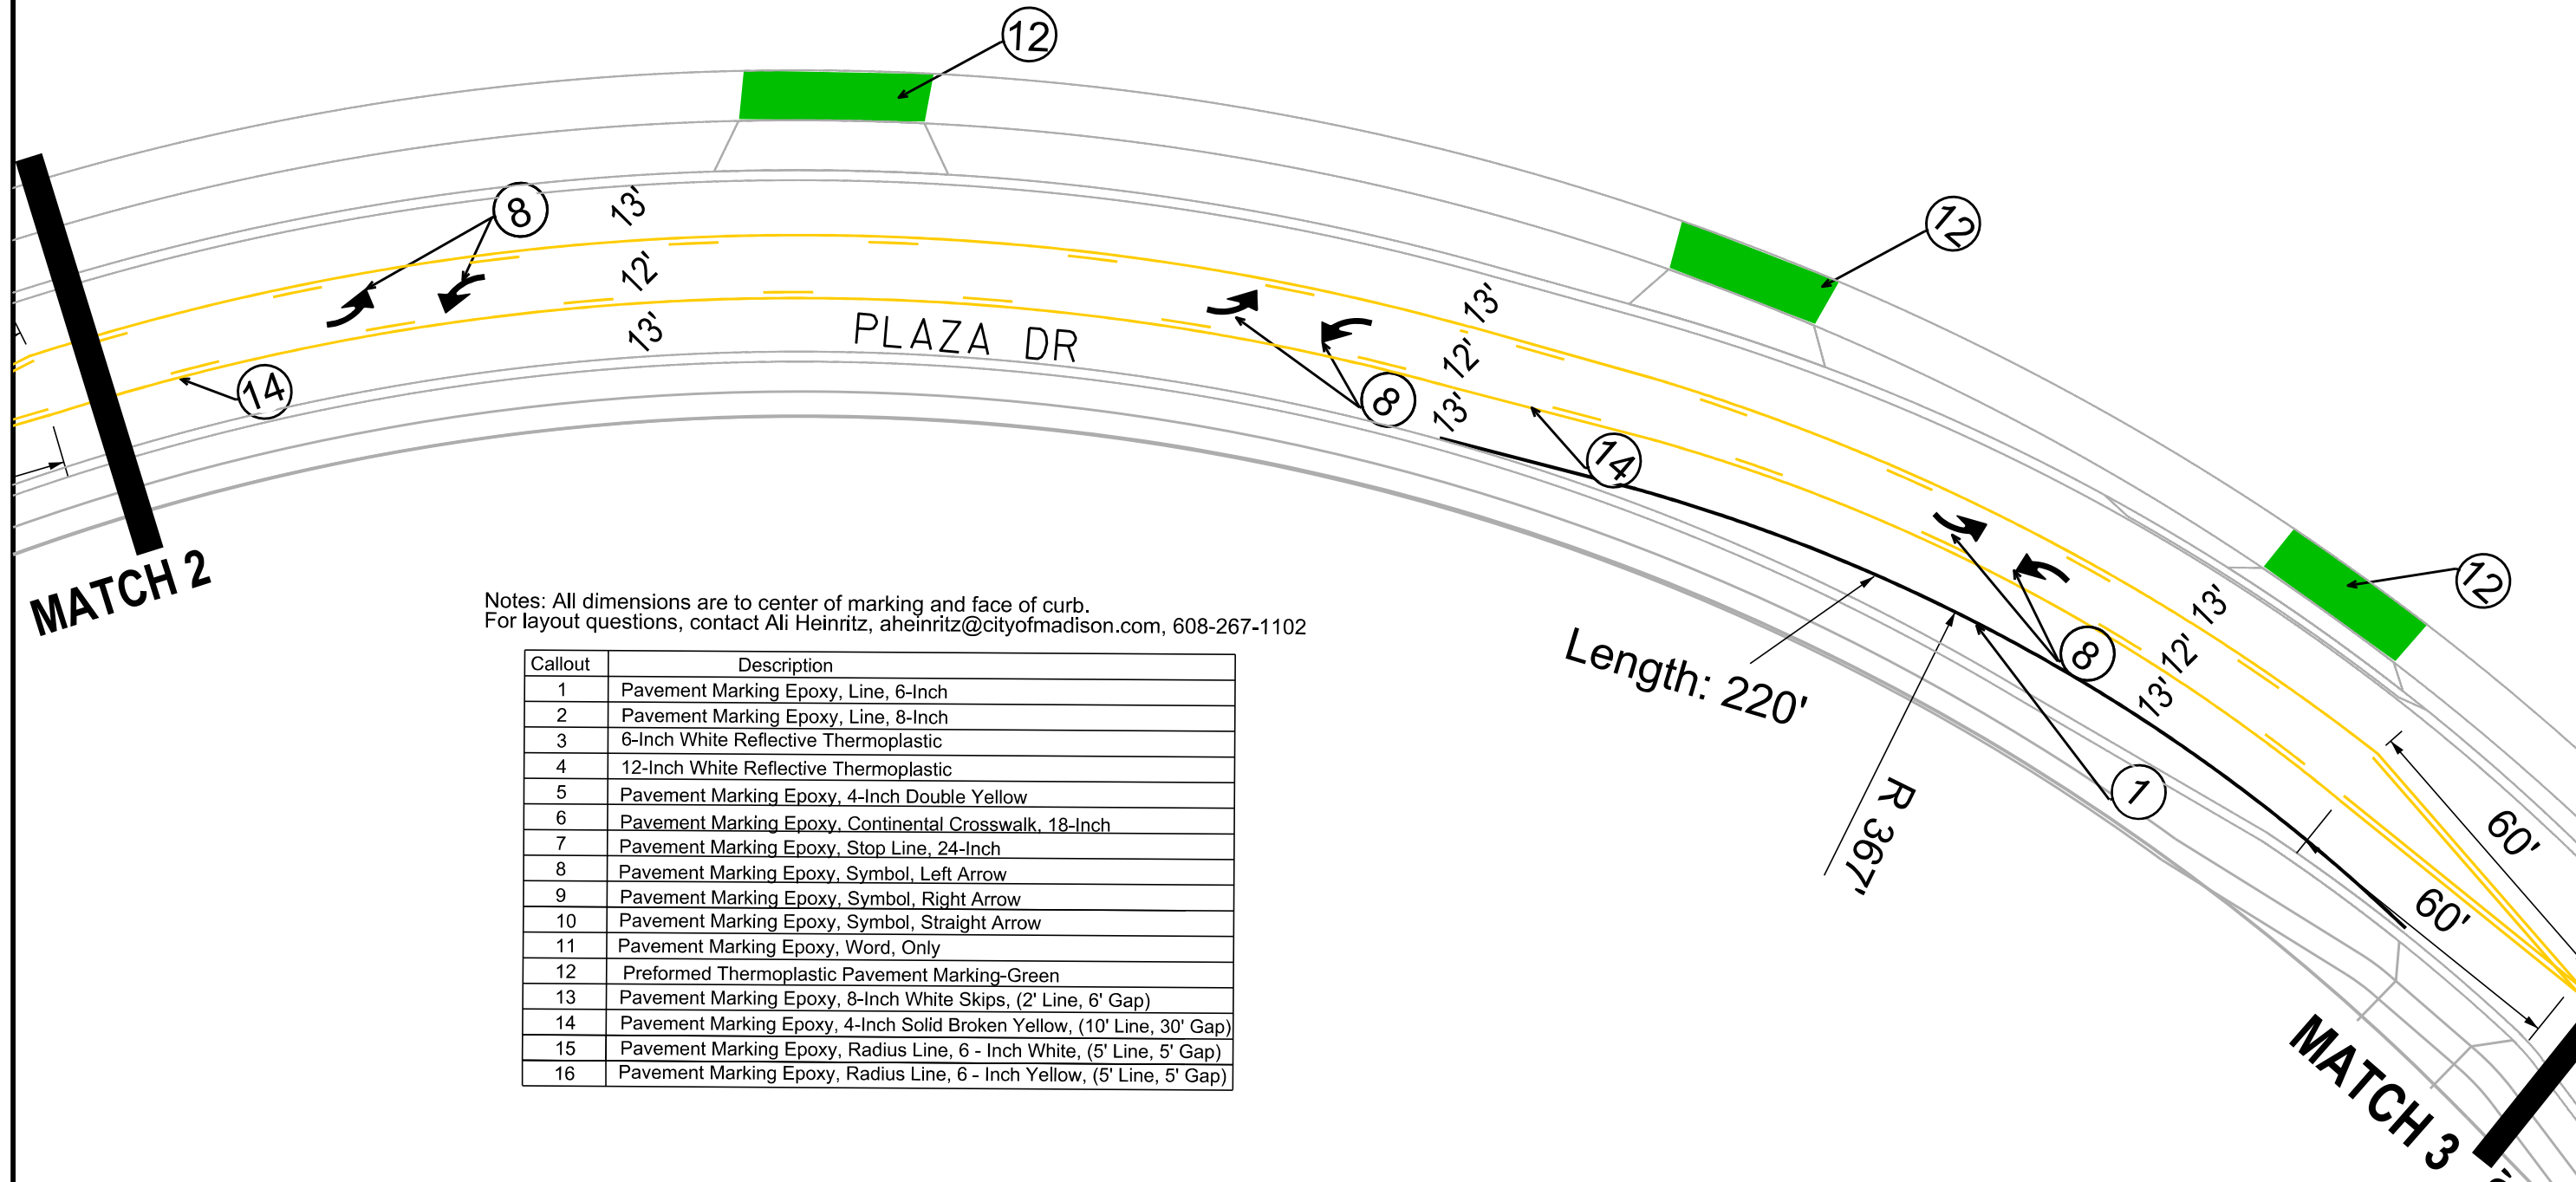 12
12
8
13'
12'
13'
PLAZA DR
14
13'
12'
13'
8
14
12
MATCH 2
Notes: All dimensions are to center of marking and face of curb.
For layout questions, contact Ali Heinritz, aheinritz@cityofmadison.com, 608-267-1102
Callout Description
1 Pavement Marking Epoxy, Line, 6-Inch
2 Pavement Marking Epoxy, Line, 8-Inch
3 6-Inch White Reflective Thermoplastic
4 12-Inch White Reflective Thermoplastic
5 Pavement Marking Epoxy, 4-Inch Double Yellow
6 Pavement Marking Epoxy, Continental Crosswalk, 18-Inch
7 Pavement Marking Epoxy, Stop Line, 24-Inch
8 Pavement Marking Epoxy, Symbol, Left Arrow
9 Pavement Marking Epoxy, Symbol, Right Arrow
10 Pavement Marking Epoxy, Symbol, Straight Arrow
11 Pavement Marking Epoxy, Word, Only
12 Preformed Thermoplastic Pavement Marking-Green
13 Pavement Marking Epoxy, 8-Inch White Skips, (2' Line, 6' Gap)
14 Pavement Marking Epoxy, 4-Inch Solid Broken Yellow, (10' Line, 30' Gap)
15 Pavement Marking Epoxy, Radius Line, 6 - Inch White, (5' Line, 5' Gap)
16 Pavement Marking Epoxy, Radius Line, 6 - Inch Yellow, (5' Line, 5' Gap)
13'
12'
13'
8
Length: 220'
R 367'
1
60'
60'
MATCH 3